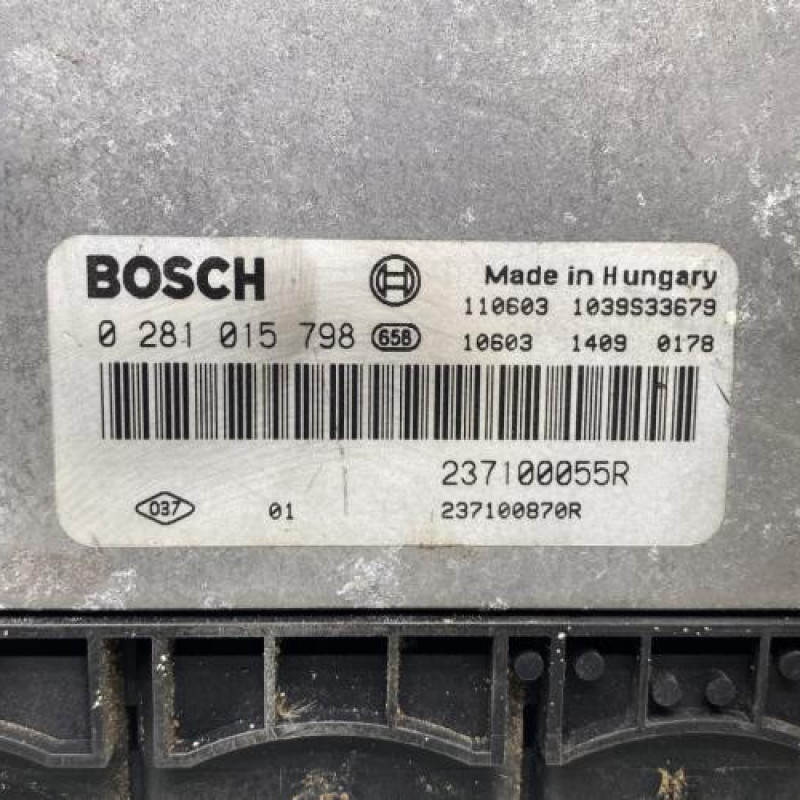 BOSCH
Made in Hungary
110603 1039S33679
0 281 015 798 658
10603 1409 0178
237100055R
037 01 237100870R